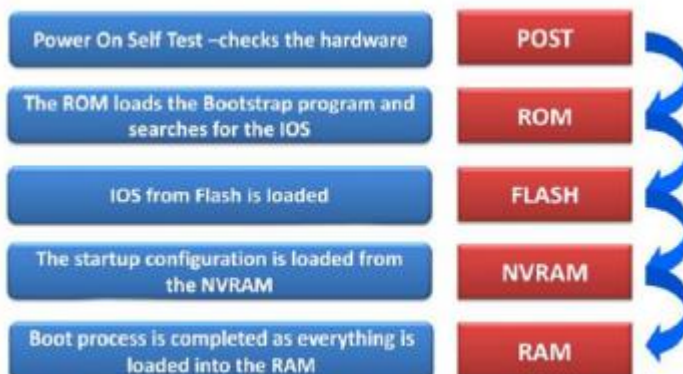 Power On Self Test –checks the hardware
POST
The ROM loads the Bootstrap program and
searches for the IOS
ROM
IOS from Flash is loaded
FLASH
The startup configuration is loaded from
the NVRAM
NVRAM
Boot process is completed as everything is
loaded into the RAM
RAM